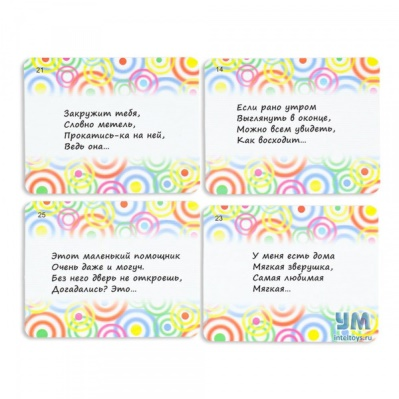 21
Закружит тебя,
Словно метель,
Прокатись-ка на ней,
Ведь она...
14
Если рано утром
Выглянуть в оконце,
Можно всем увидеть,
Как восходит...
25
Этот маленький помощник
Очень даже и могуч.
Без него дверь не откроешь,
Догадались? Это...
23
У меня есть дома
Мягкая зверушка,
Самая любимая
Мягкая...
УМ
inteltoys.ru